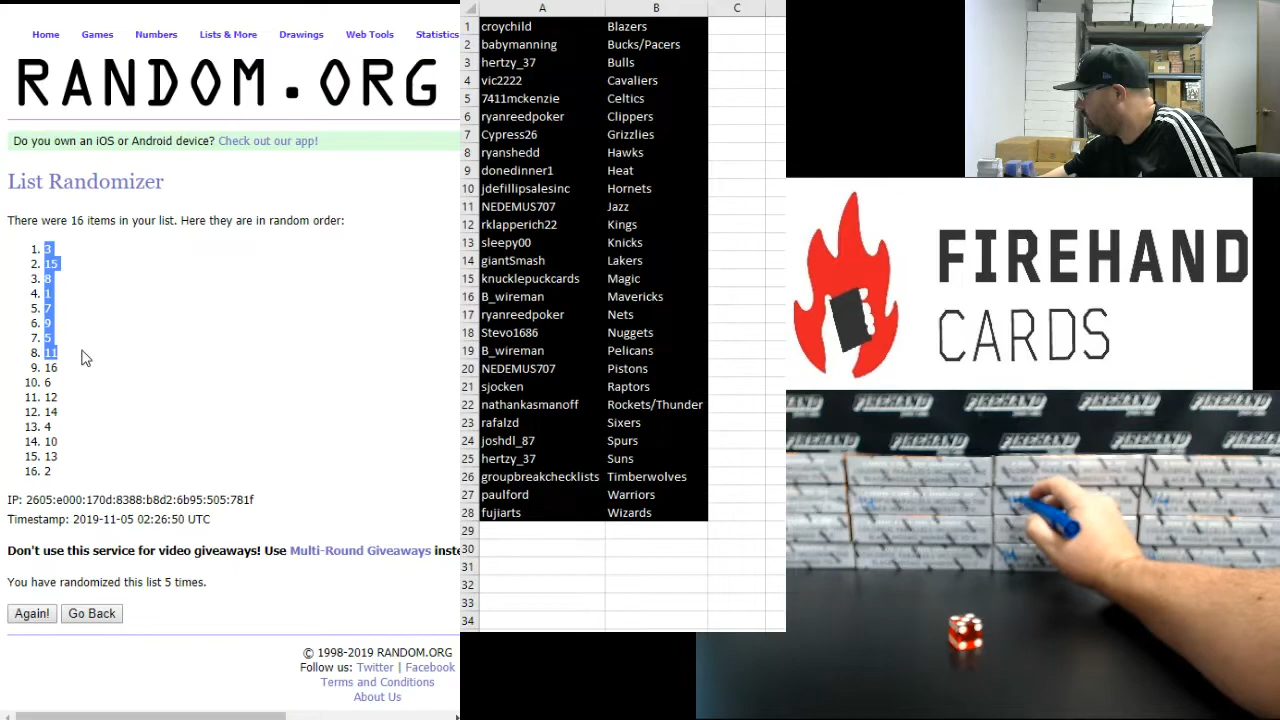 Home Games Numbers Lists & More Drawings Web Tools Statistics
RANDOM.ORG
Do you own an iOS or Android device? Check out our app!
List Randomizer
There were 16 items in your list. Here they are in random order:
1. 3
2. 15
3. 8
4. 1
5. 7
6. 9
7. 5
8. 11
9. 16
10. 6
11. 12
12. 14
13. 4
14. 10
15. 13
16. 2
IP: 2605:e000:170d:8388:b8d2:6b95:505:781f
Timestamp: 2019-11-05 02:26:50 UTC
Don't use this service for video giveaways! Use Multi-Round Giveaways inste
You have randomized this list 5 times.
Again! Go Back
© 1998-2019 RANDOM.ORG
Follow us: Twitter | Facebook
Terms and Conditions
About Us
A B C
1 croychild Blazers
2 babymanning Bucks/Pacers
3 hertzy_37 Bulls
4 vic2222 Cavaliers
5 7411mckenzie Celtics
6 ryanreedpoker Clippers
7 Cypress26 Grizzlies
8 ryanshedd Hawks
9 donedinner1 Heat
10 jdefillipsalesinc Hornets
11 NEDEMUS707 Jazz
12 rklapperich22 Kings
13 sleepy00 Knicks
14 giantSmash Lakers
15 knucklepuckcards Magic
16 B_wireman Mavericks
17 ryanreedpoker Nets
18 Stevo1686 Nuggets
19 B_wireman Pelicans
20 NEDEMUS707 Pistons
21 sjocken Raptors
22 nathankasmanoff Rockets/Thunder
23 rafalzd Sixers
24 joshdl_87 Spurs
25 hertzy_37 Suns
26 groupbreakchecklists Timberwolves
27 paulford Warriors
28 fujiarts Wizards
29
30
31
32
33
34
FIREHAND
CARDS
FIREHAND FIREHAND FIREHAND
FIREHAND FIREHAND FIREHAND